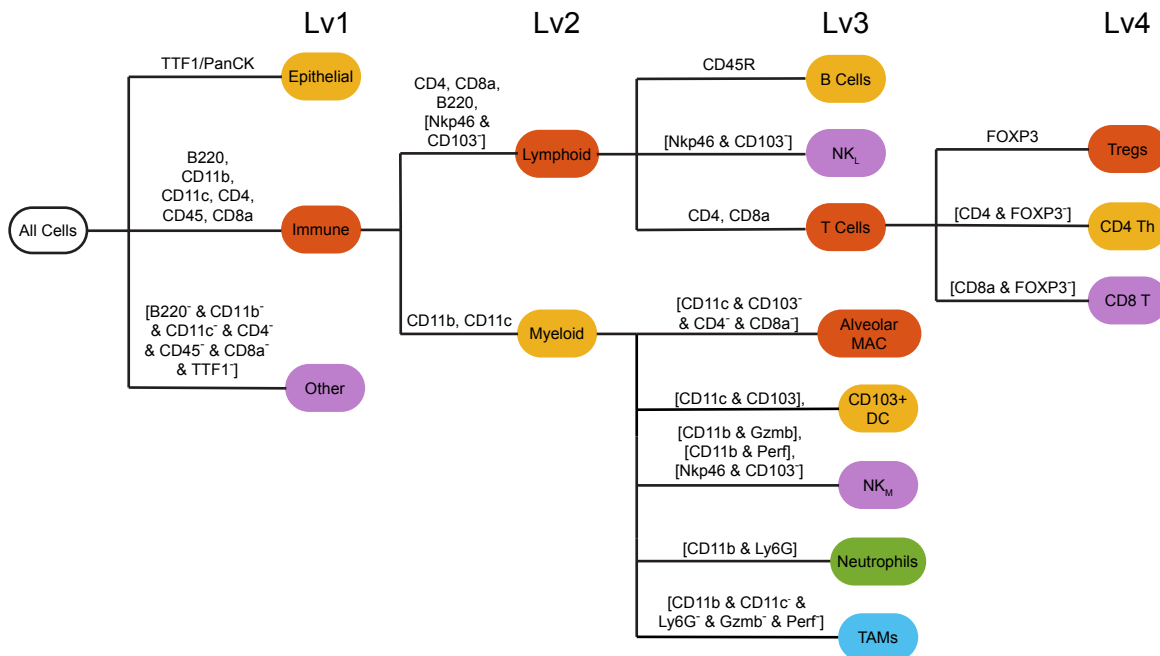 Lv1
Lv2
Lv3
Lv4
All Cells
TTF1/PanCK
Epithelial
B220,
CD11b,
CD11c, CD4,
CD45, CD8a
Immune
[B220⁻ & CD11b⁻
& CD11c⁻ & CD4⁻
& CD45⁻ & CD8a⁻
& TTF1⁻]
Other
CD4, CD8a,
B220,
[Nkp46 &
CD103⁻]
Lymphoid
CD11b, CD11c
Myeloid
CD45R
B Cells
[Nkp46 & CD103⁻]
NK_L
CD4, CD8a
T Cells
[CD11c & CD103⁻
& CD4⁻ & CD8a⁻]
Alveolar
MAC
[CD11c & CD103],
CD103+
DC
[CD11b & Gzmb],
[CD11b & Perf],
[Nkp46 & CD103⁻]
NK_M
[CD11b & Ly6G]
Neutrophils
[CD11b & CD11c⁻ &
Ly6G⁻ & Gzmb⁻ & Perf⁻]
TAMs
FOXP3
Tregs
[CD4 & FOXP3⁻]
CD4 Th
[CD8a & FOXP3⁻]
CD8 T